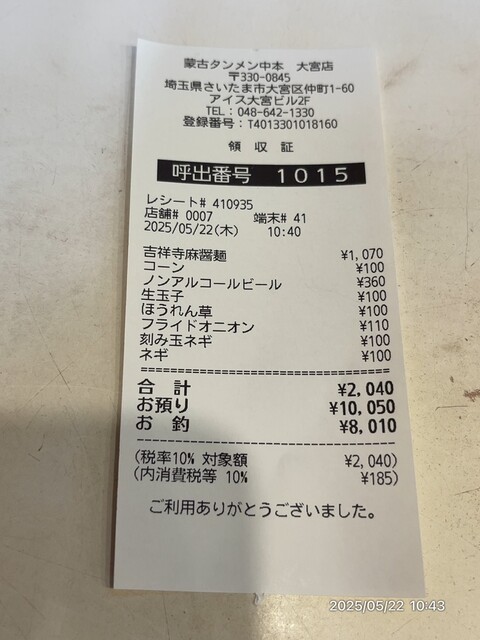 蒙古タンメン中本 大宮店
〒330-0845
埼玉県さいたま市大宮区仲町1-60
アイス大宮ビル2F
TEL：048-642-1330
登録番号：T4013301018160
領 収 証
呼出番号 1015
レシート# 410935
店舗# 0007 端末# 41
2025/05/22(木) 10:40
吉祥寺麻醤麺 ¥1,070
コーン ¥100
ノンアルコールビール ¥360
生玉子 ¥100
ほうれん草 ¥100
フライドオニオン ¥110
刻み玉ネギ ¥100
ネギ ¥100
合 計 ¥2,040
お預り ¥10,050
お 釣 ¥8,010
(税率10% 対象額 ¥2,040)
(内消費税等 10% ¥185)
ご利用ありがとうございました。
2025/05/22 10:43